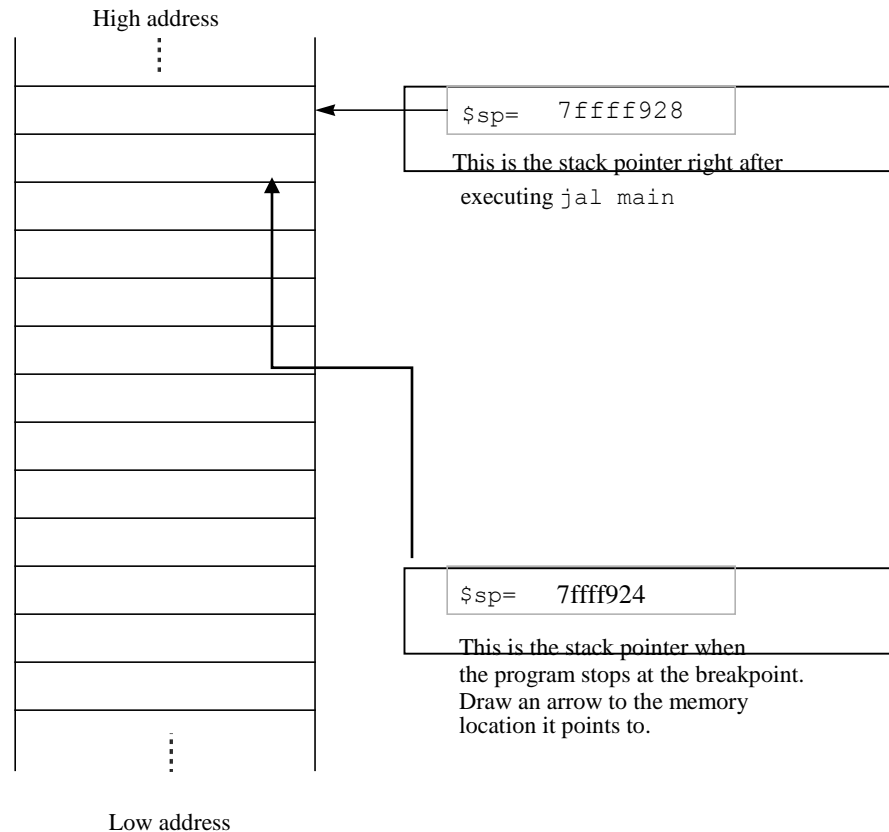 High address
$sp= 7ffff928
This is the stack pointer right after
executing jal main
$sp= 7ffff924
This is the stack pointer when
the program stops at the breakpoint.
Draw an arrow to the memory
location it points to.
Low address